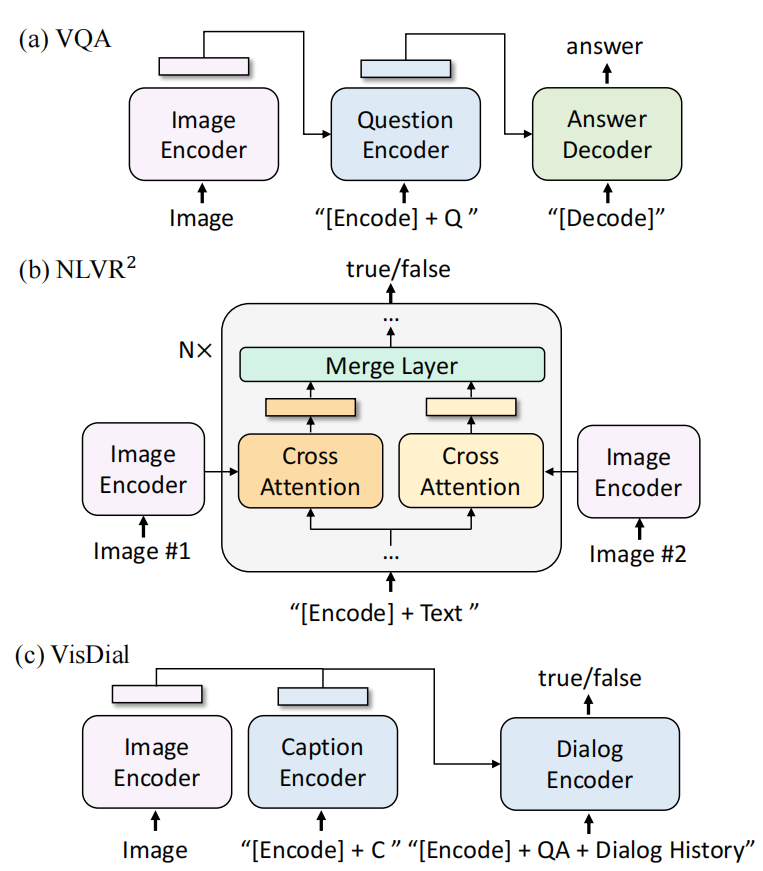 (a) VQA
answer
Image
Encoder
Question
Encoder
Answer
Decoder
Image
“[Encode] + Q ”
“[Decode]”
(b) NLVR²
true/false
...
N×
Merge Layer
Image
Encoder
Cross
Attention
Cross
Attention
Image
Encoder
Image #1
...
Image #2
“[Encode] + Text ”
(c) VisDial
true/false
Image
Encoder
Caption
Encoder
Dialog
Encoder
Image
“[Encode] + C ”
“[Encode] + QA + Dialog History”